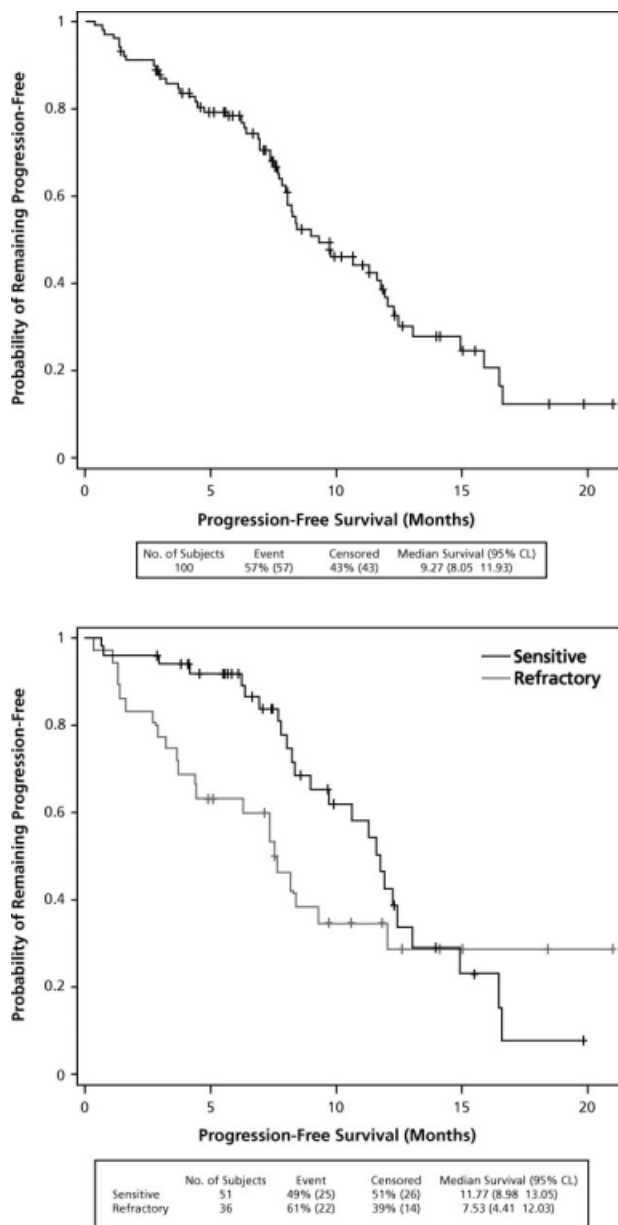 Probability of Remaining Progression-Free
1
0.8
0.6
0.4
0.2
0
0 5 10 15 20
Progression-Free Survival (Months)
No. of Subjects Event Censored Median Survival (95% CL)
100 57% (57) 43% (43) 9.27 (8.05 11.93)
Probability of Remaining Progression-Free
1
0.8
0.6
0.4
0.2
0
Sensitive
Refractory
0 5 10 15 20
Progression-Free Survival (Months)
No. of Subjects Event Censored Median Survival (95% CL)
Sensitive 51 49% (25) 51% (26) 11.77 (8.98 13.05)
Refractory 36 61% (22) 39% (14) 7.53 (4.41 12.03)